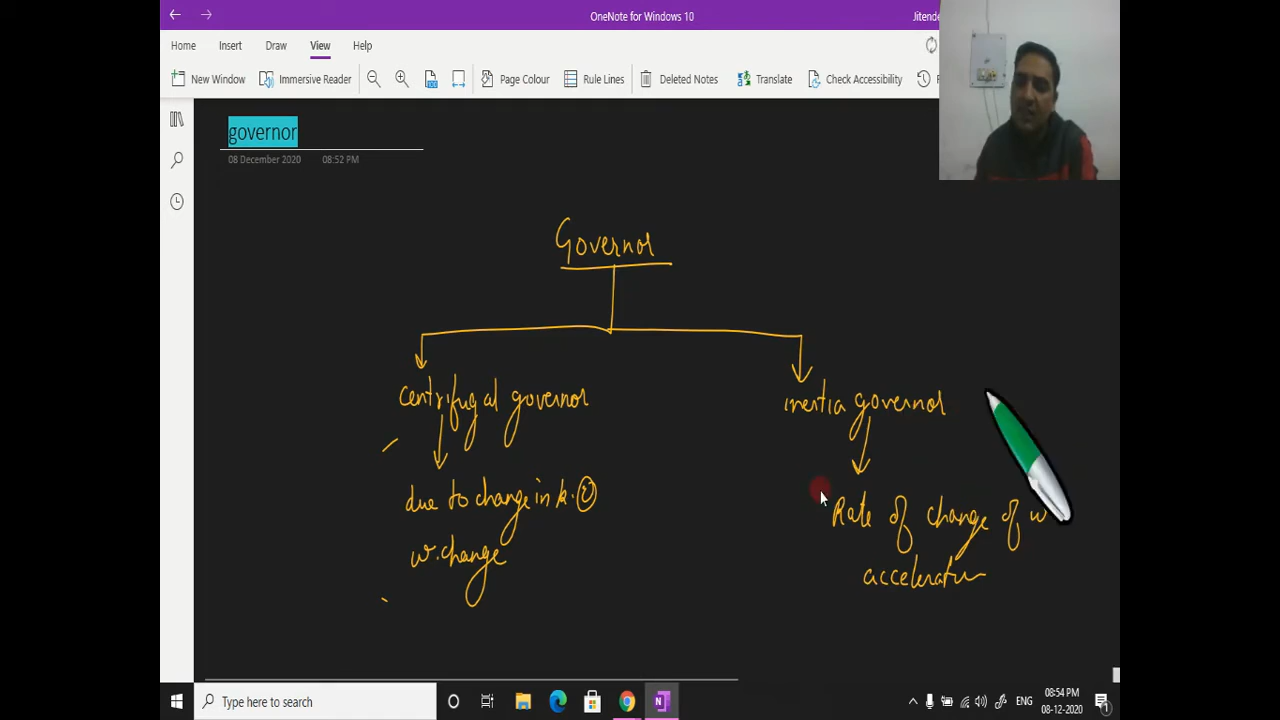 OneNote for Windows 10
Jitende
Home Insert Draw View Help
New Window Immersive Reader Page Colour Rule Lines Deleted Notes Translate Check Accessibility
governor
08 December 2020 08:52 PM
Governor
centrifugal governor
inertia governor
due to change in k.
w.change
Rate of change of w
acceleration
Type here to search
ENG
08:54 PM
08-12-2020